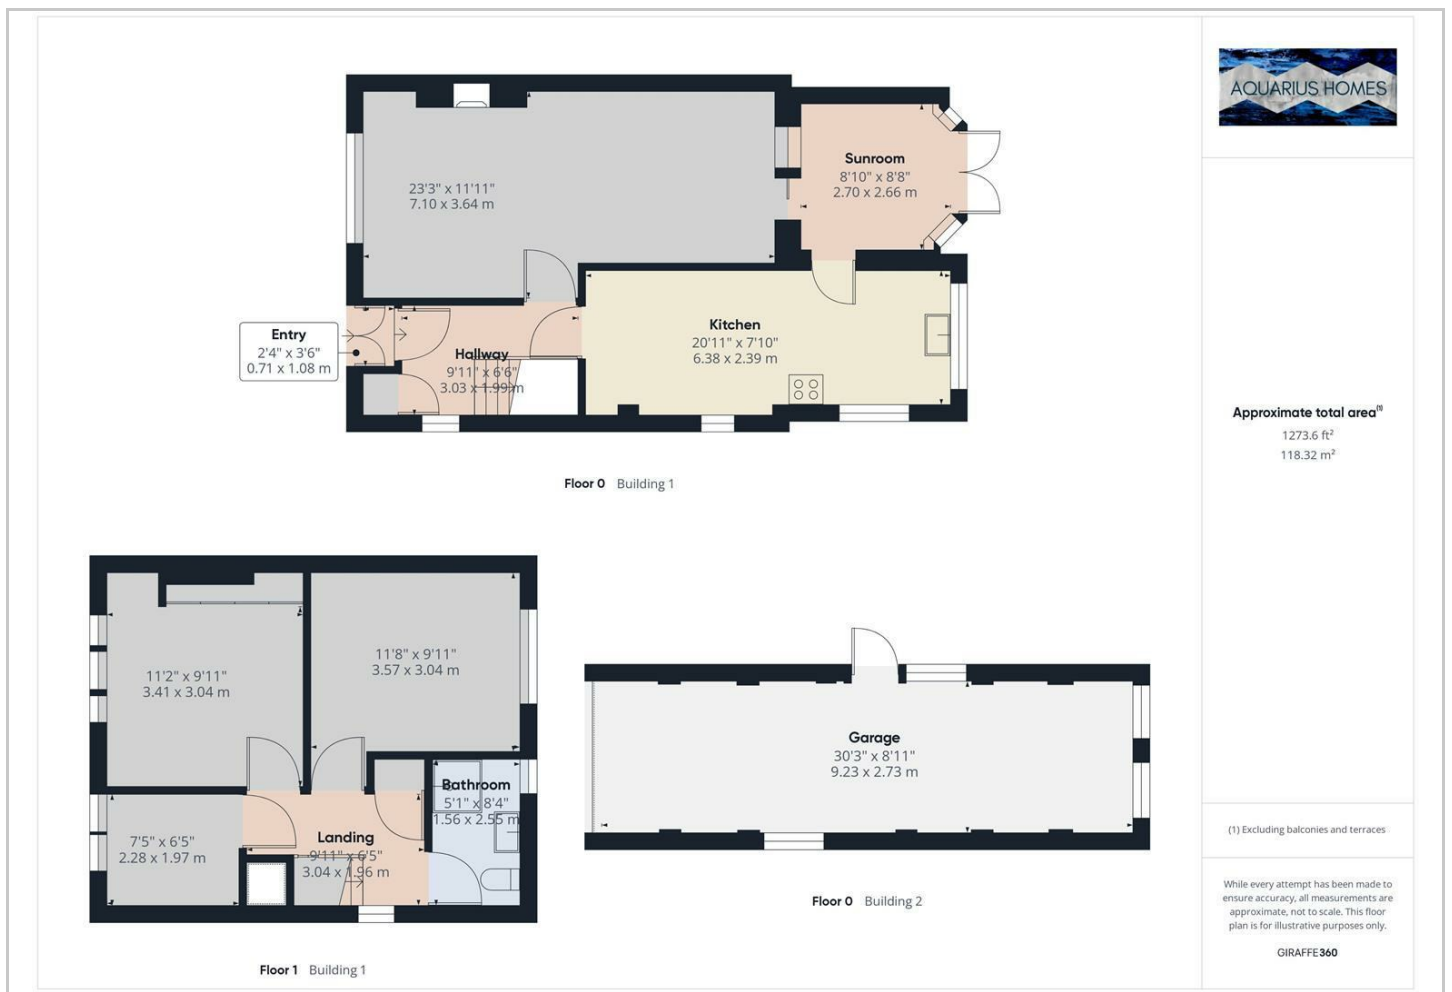 AQUARIUS HOMES
Sunroom
8'10" x 8'8"
2.70 x 2.66 m
23'3" x 11'11"
7.10 x 3.64 m
Entry
2'4" x 3'6"
0.71 x 1.08 m
Hallway
9'11" x 6'6"
3.03 x 1.99 m
Kitchen
20'11" x 7'10"
6.38 x 2.39 m
Floor 0 Building 1
Approximate total area(1)
1273.6 ft²
118.32 m²
11'2" x 9'11"
3.41 x 3.04 m
11'8" x 9'11"
3.57 x 3.04 m
Bathroom
5'1" x 8'4"
1.56 x 2.55 m
7'5" x 6'5"
2.28 x 1.97 m
Landing
9'11" x 6'5"
3.04 x 1.96 m
Floor 1 Building 1
Garage
30'3" x 8'11"
9.23 x 2.73 m
Floor 0 Building 2
(1) Excluding balconies and terraces
While every attempt has been made to
ensure accuracy, all measurements are
approximate, not to scale. This floor
plan is for illustrative purposes only.
GIRAFFE360